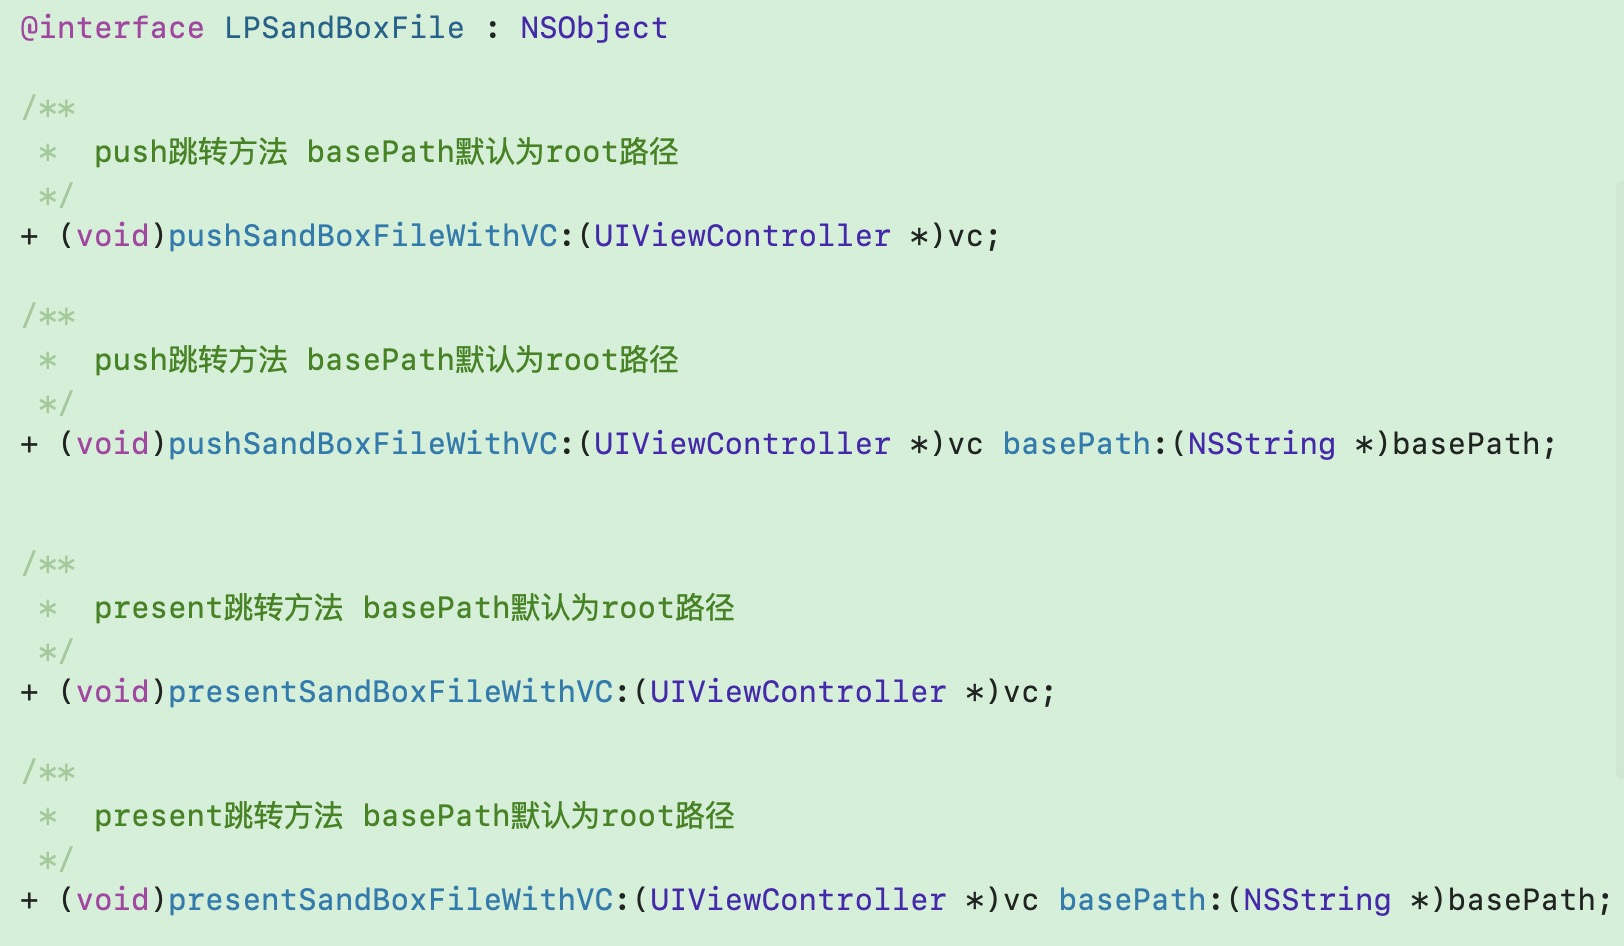 @interface LPSandBoxFile : NSObject
/**
 *  push跳转方法 basePath默认为root路径
 */
+ (void)pushSandBoxFileWithVC:(UIViewController *)vc;
/**
 *  push跳转方法 basePath默认为root路径
 */
+ (void)pushSandBoxFileWithVC:(UIViewController *)vc basePath:(NSString *)basePath;
/**
 *  present跳转方法 basePath默认为root路径
 */
+ (void)presentSandBoxFileWithVC:(UIViewController *)vc;
/**
 *  present跳转方法 basePath默认为root路径
 */
+ (void)presentSandBoxFileWithVC:(UIViewController *)vc basePath:(NSString *)basePath;